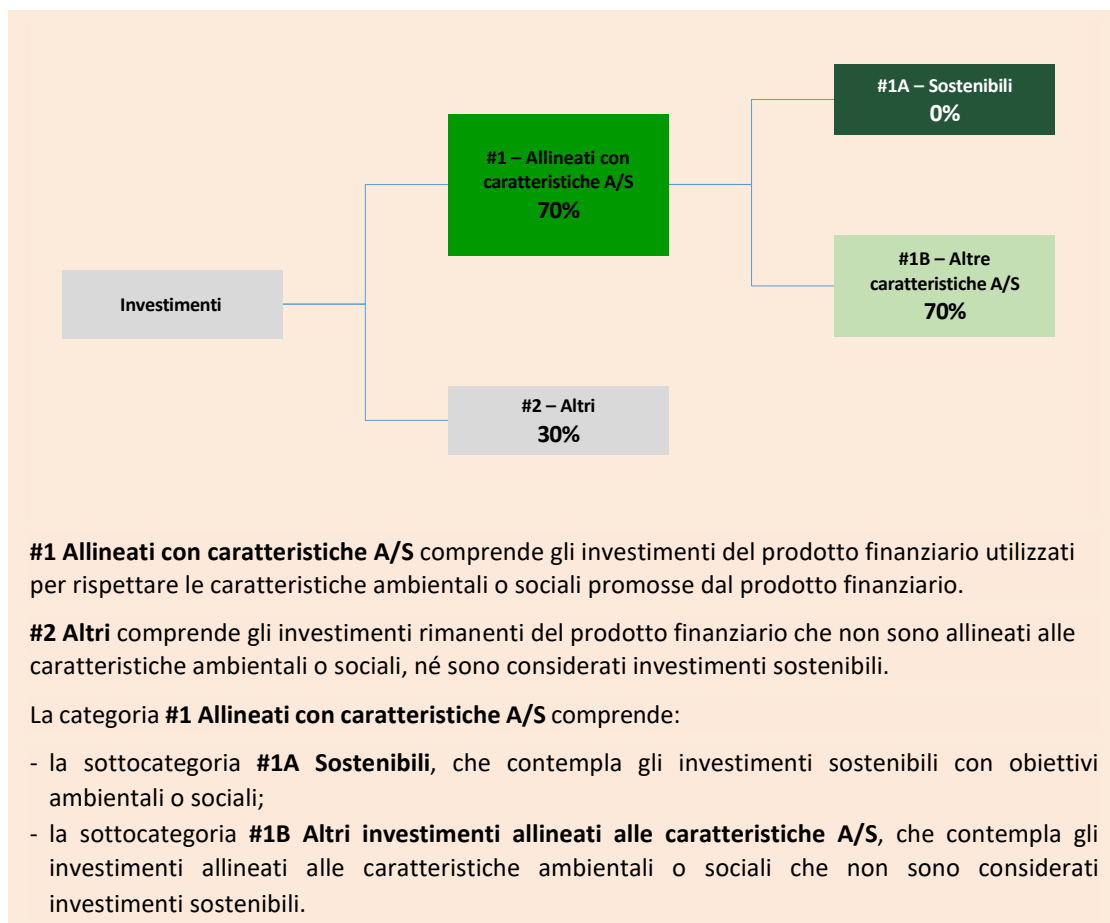 #1A – Sostenibili
0%
#1 – Allineati con
caratteristiche A/S
70%
#1B – Altre
caratteristiche A/S
70%
Investimenti
#2 – Altri
30%
#1 Allineati con caratteristiche A/S comprende gli investimenti del prodotto finanziario utilizzati
per rispettare le caratteristiche ambientali o sociali promosse dal prodotto finanziario.
#2 Altri comprende gli investimenti rimanenti del prodotto finanziario che non sono allineati alle
caratteristiche ambientali o sociali, né sono considerati investimenti sostenibili.
La categoria #1 Allineati con caratteristiche A/S comprende:
- la sottocategoria #1A Sostenibili, che contempla gli investimenti sostenibili con obiettivi
ambientali o sociali;
- la sottocategoria #1B Altri investimenti allineati alle caratteristiche A/S, che contempla gli
investimenti allineati alle caratteristiche ambientali o sociali che non sono considerati
investimenti sostenibili.